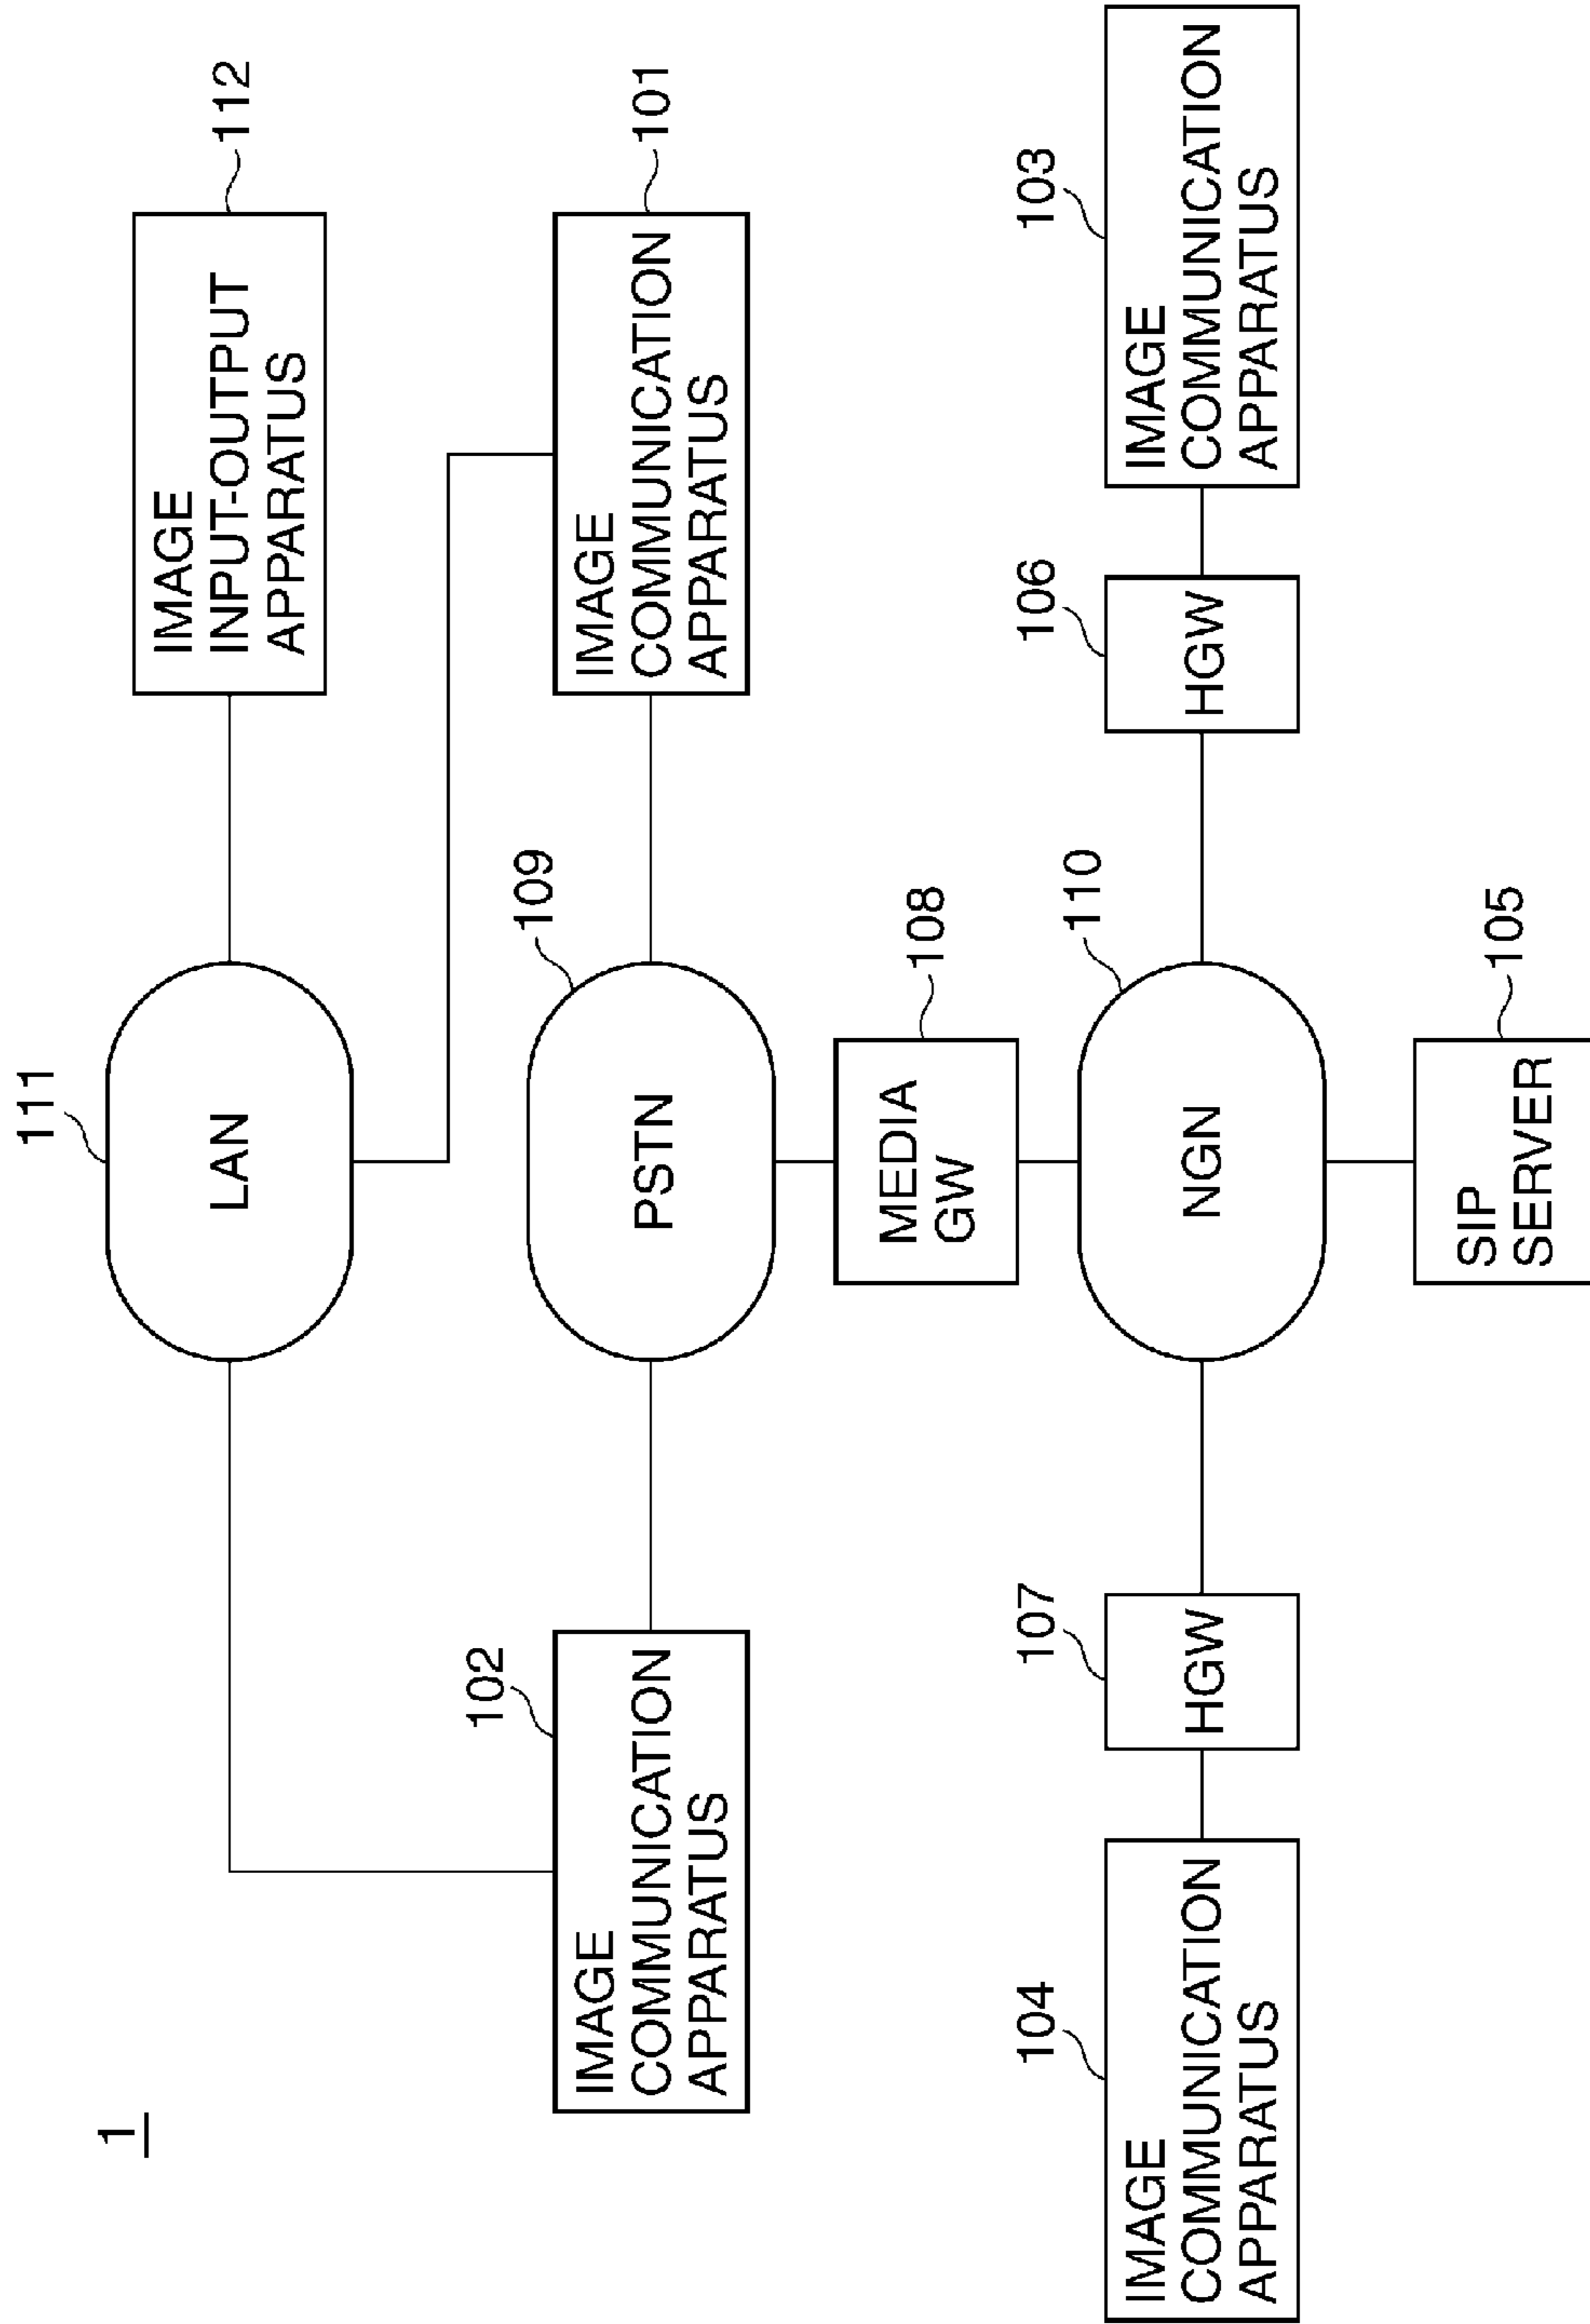 1
111
LAN
IMAGE
INPUT-OUTPUT
APPARATUS
112
102
IMAGE
COMMUNICATION
APPARATUS
109
PSTN
IMAGE
COMMUNICATION
APPARATUS
101
MEDIA
GW
108
104
IMAGE
COMMUNICATION
APPARATUS
107
HGW
110
NGN
106
HGW
103
IMAGE
COMMUNICATION
APPARATUS
SIP
SERVER
105